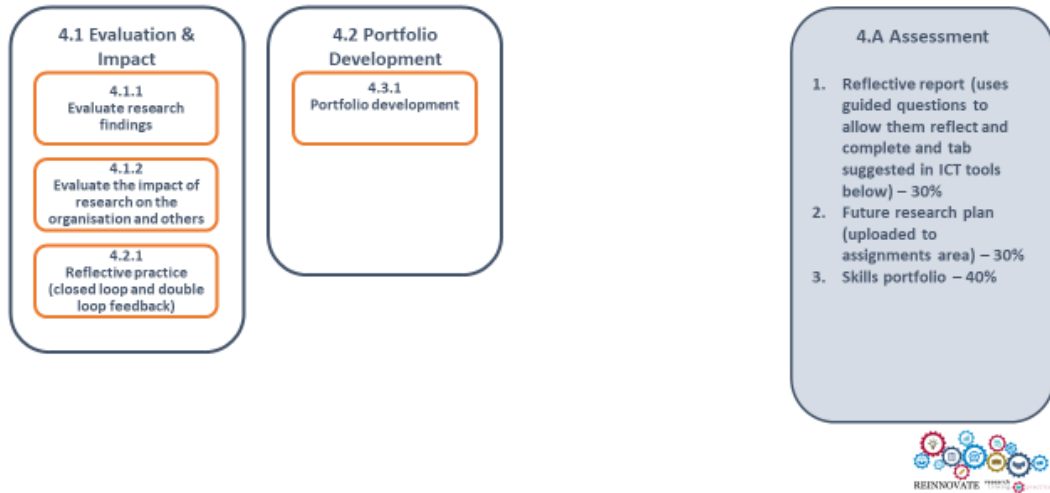 4.1 Evaluation &
Impact
4.1.1
Evaluate research
findings
4.1.2
Evaluate the impact of
research on the
organisation and others
4.2.1
Reflective practice
(closed loop and double
loop feedback)
4.2 Portfolio
Development
4.3.1
Portfolio development
4.A Assessment
1. Reflective report (uses
guided questions to
allow them reflect and
complete and tab
suggested in ICT tools
below) – 30%
2. Future research plan
(uploaded to
assignments area) – 30%
3. Skills portfolio – 40%
REINNOVATE research